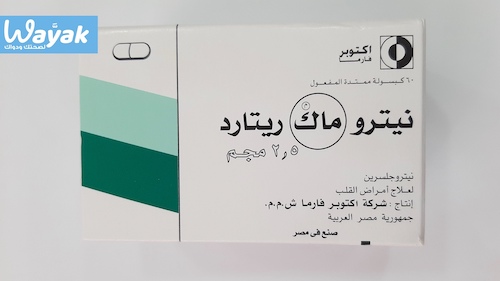 Wayak
لصحتك ودواك
اكتوبر
فارما
٦٠ كبسولة ممتدة المفعول
نيترو ماك ريتارد
٢,٥ مجم
نيتروجلسرين
لعلاج أمراض القلب
إنتاج : شركة اكتوبر فارما ش.م.م.
جمهورية مصر العربية
صنع فى مصر